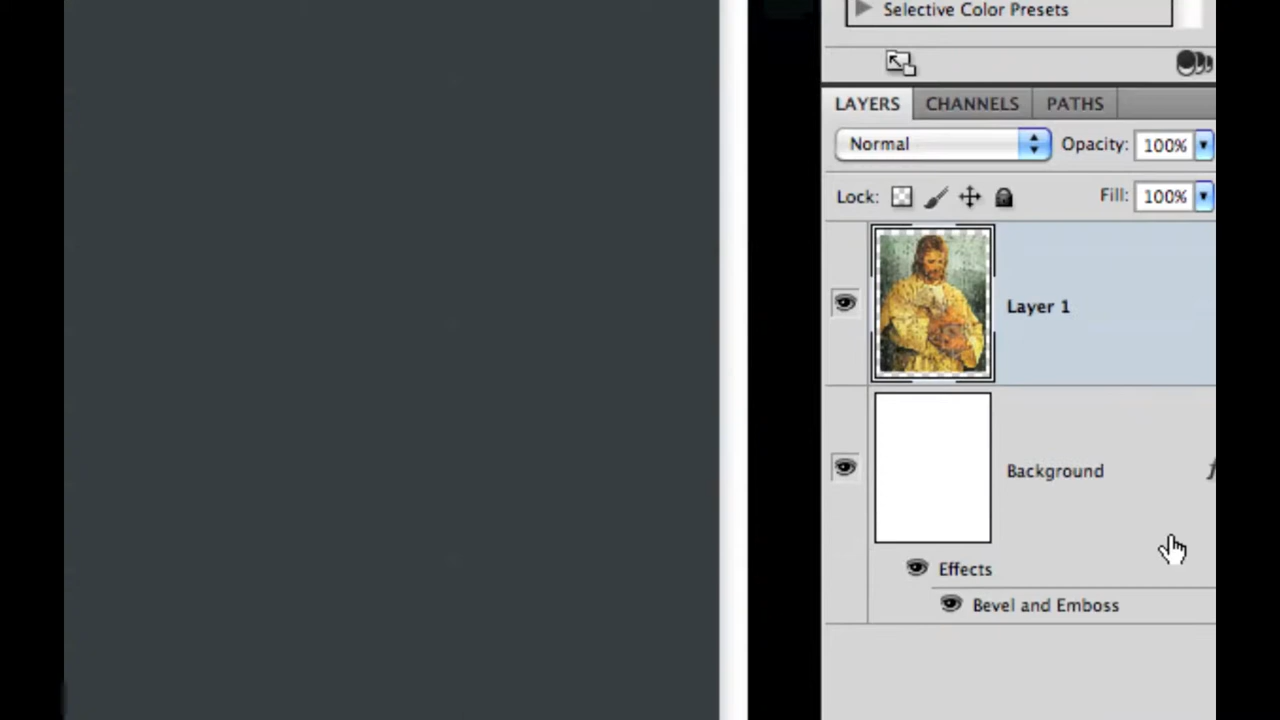 Selective Color Presets
LAYERS CHANNELS PATHS
Normal Opacity: 100%
Lock: Fill: 100%
Layer 1
Background
Effects
Bevel and Emboss